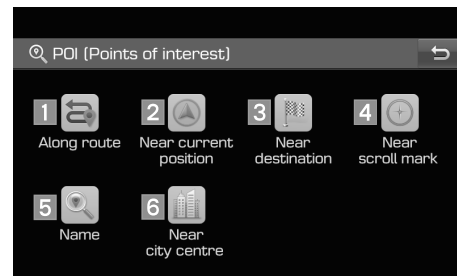 POI (Points of interest)
1
Along route
2
Near current
position
3
Near
destination
4
Near
scroll mark
5
Name
6
Near
city centre